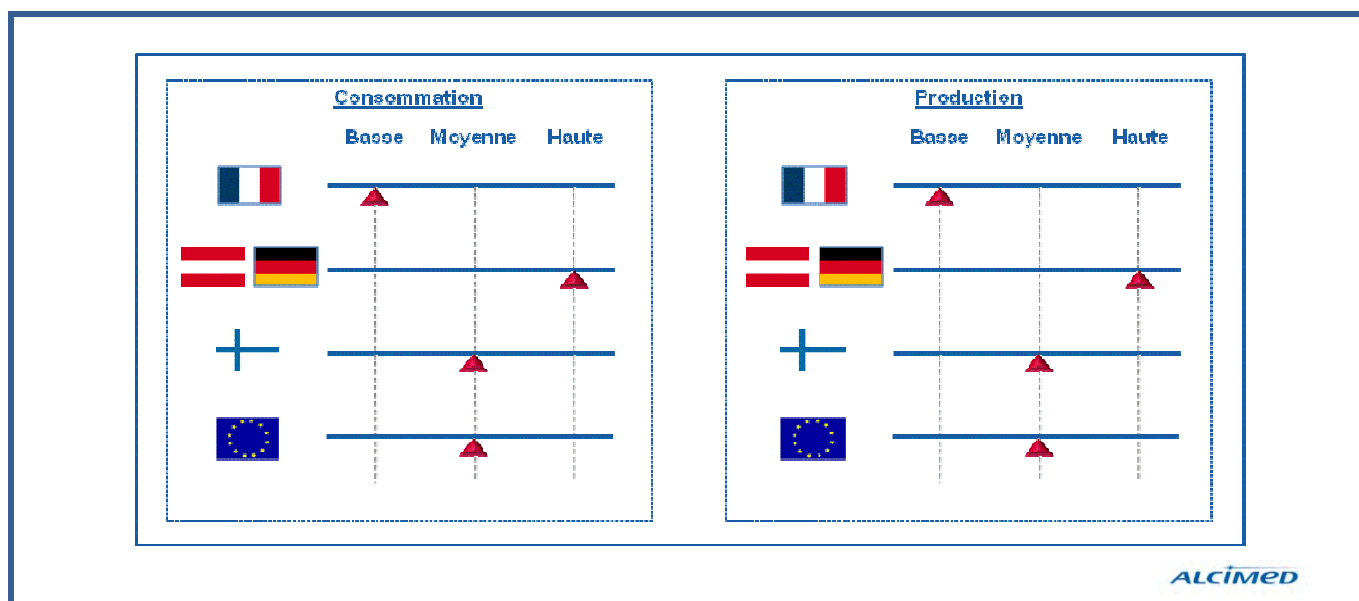 Consommation
Basse Moyenne Haute
Production
Basse Moyenne Haute
ALCIMED